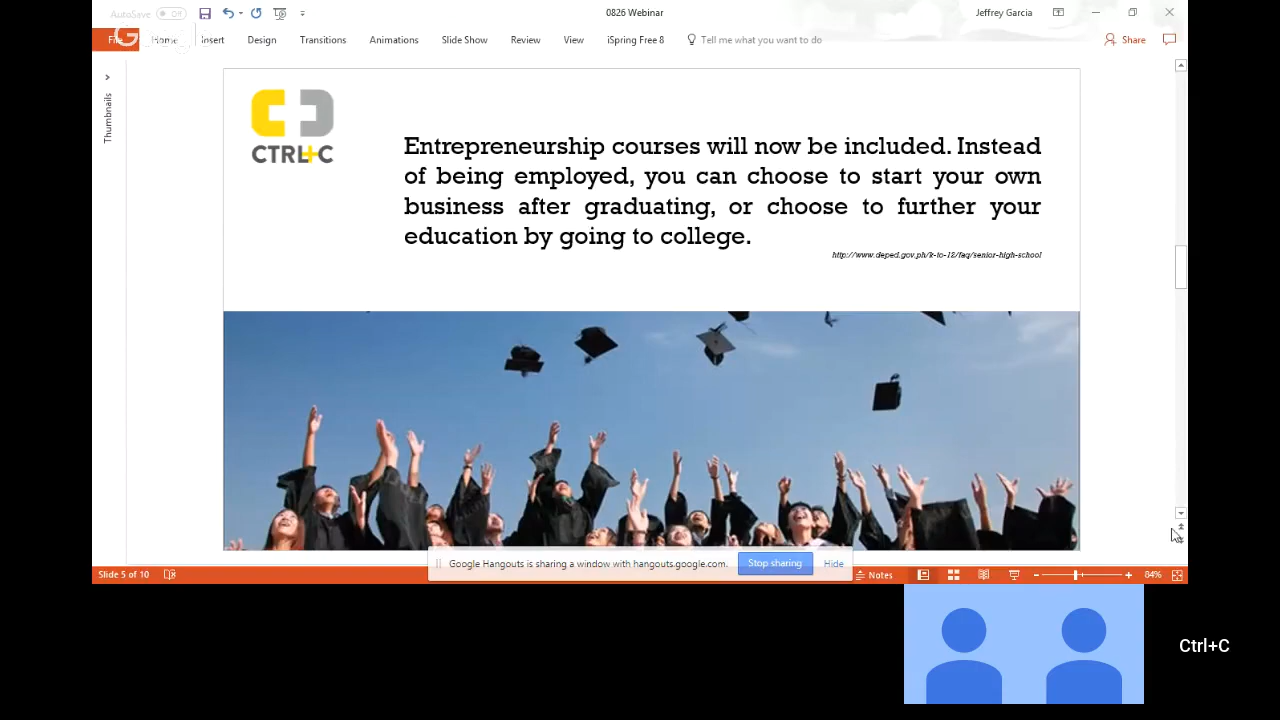 AutoSave Off
0826 Webinar
Jeffrey Garcia
File Home Insert Design Transitions Animations Slide Show Review View iSpring Free 8 Tell me what you want to do Share
Thumbnails
CTRL+C
Entrepreneurship courses will now be included. Instead
of being employed, you can choose to start your own
business after graduating, or choose to further your
education by going to college.
http://www.deped.gov.ph/k-to-12/faq/senior-high-school
Google Hangouts is sharing a window with hangouts.google.com. Stop sharing Hide
Slide 5 of 10 Notes 84%
Ctrl+C